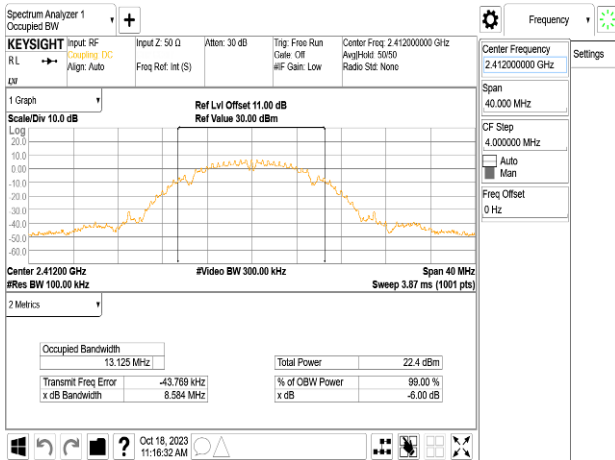 Spectrum Analyzer 1
Occupied BW
Frequency
KEYSIGHT
RL
Input: RF
Coupling: DC
Align: Auto
Input Z: 50 Ω
Freq Ref: Int (S)
Atten: 30 dB
Trig: Free Run
Gate: Off
#IF Gain: Low
Center Freq: 2.412000000 GHz
Avg|Hold: 50/50
Radio Std: None
Center Frequency
2.412000000 GHz
Settings
Span
40.000 MHz
CF Step
4.000000 MHz
Auto
Man
Freq Offset
0 Hz
1 Graph
Scale/Div 10.0 dB
Ref Lvl Offset 11.00 dB
Ref Value 30.00 dBm
Log
20.0
10.0
0.00
-10.0
-20.0
-30.0
-40.0
-50.0
-60.0
Center 2.41200 GHz
#Res BW 100.00 kHz
#Video BW 300.00 kHz
Span 40 MHz
Sweep 3.87 ms (1001 pts)
2 Metrics
Occupied Bandwidth
13.125 MHz
Transmit Freq Error -43.769 kHz
x dB Bandwidth 8.584 MHz
Total Power 22.4 dBm
% of OBW Power 99.00 %
x dB -6.00 dB
?
Oct 18, 2023
11:16:32 AM